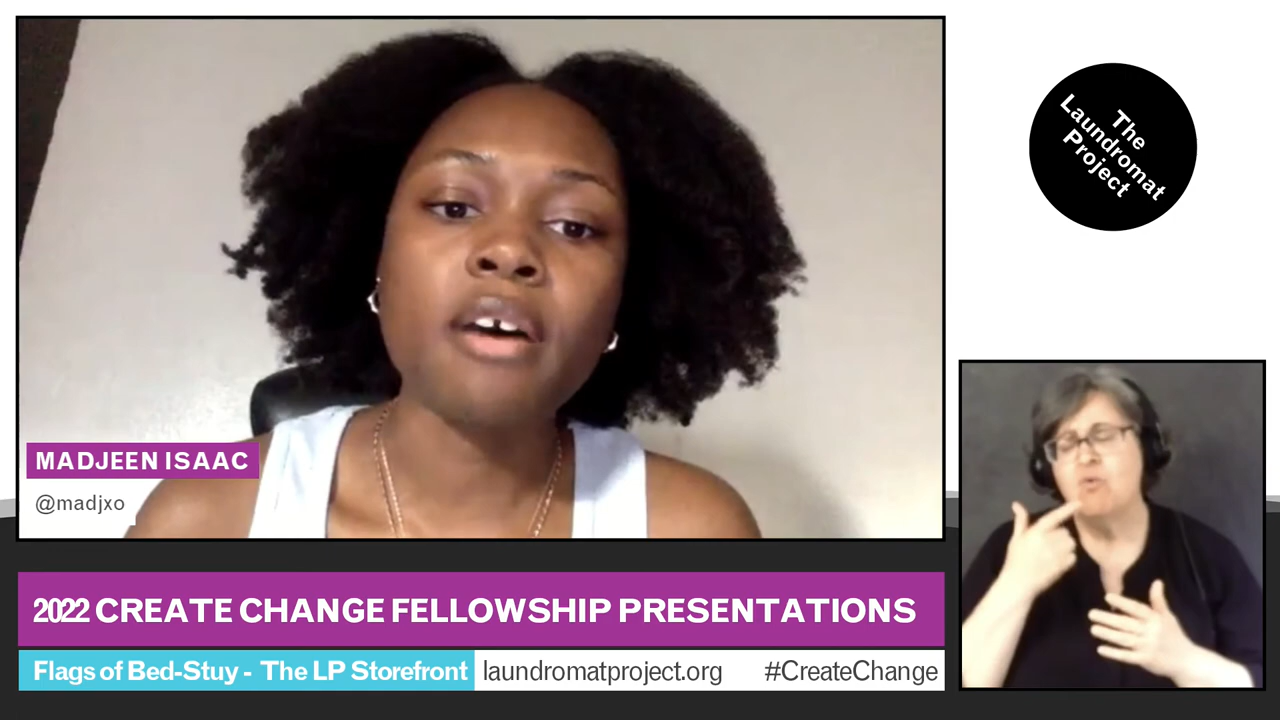 The
Laundromat
Project
MADJEEN ISAAC
@madjxo
2022 CREATE CHANGE FELLOWSHIP PRESENTATIONS
Flags of Bed-Stuy - The LP Storefront laundromatproject.org #CreateChange